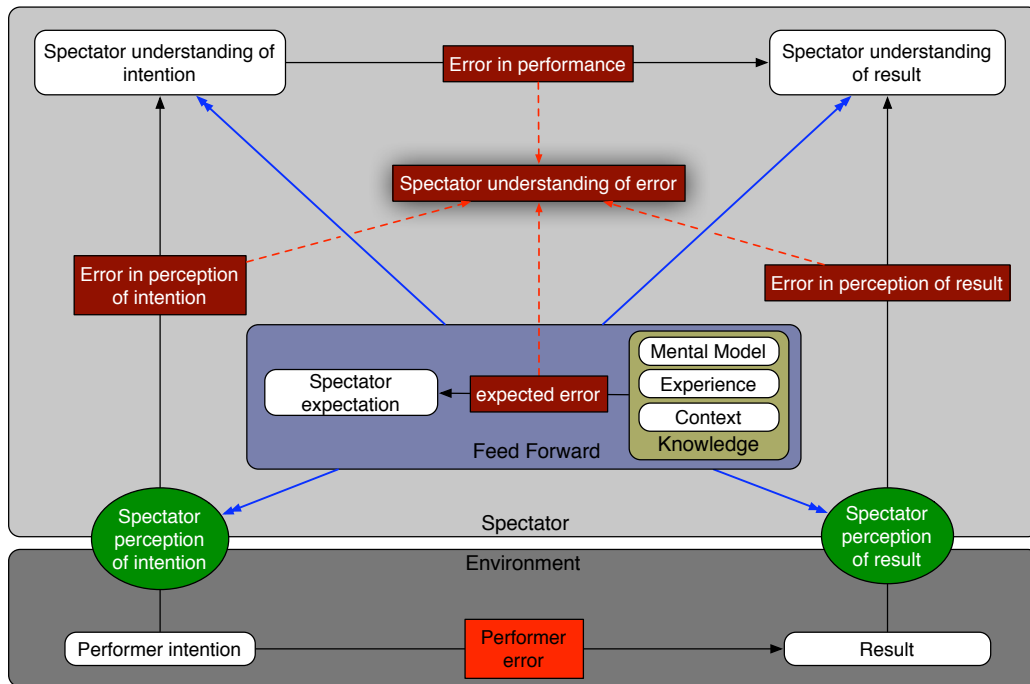 Spectator understanding of
intention
Error in performance
Spectator understanding
of result
Spectator understanding of error
Error in perception
of intention
Error in perception of result
Mental Model
Experience
Context
Knowledge
Spectator
expectation
expected error
Feed Forward
Spectator
perception
of intention
Spectator
Spectator
perception
of result
Environment
Performer intention
Performer
error
Result